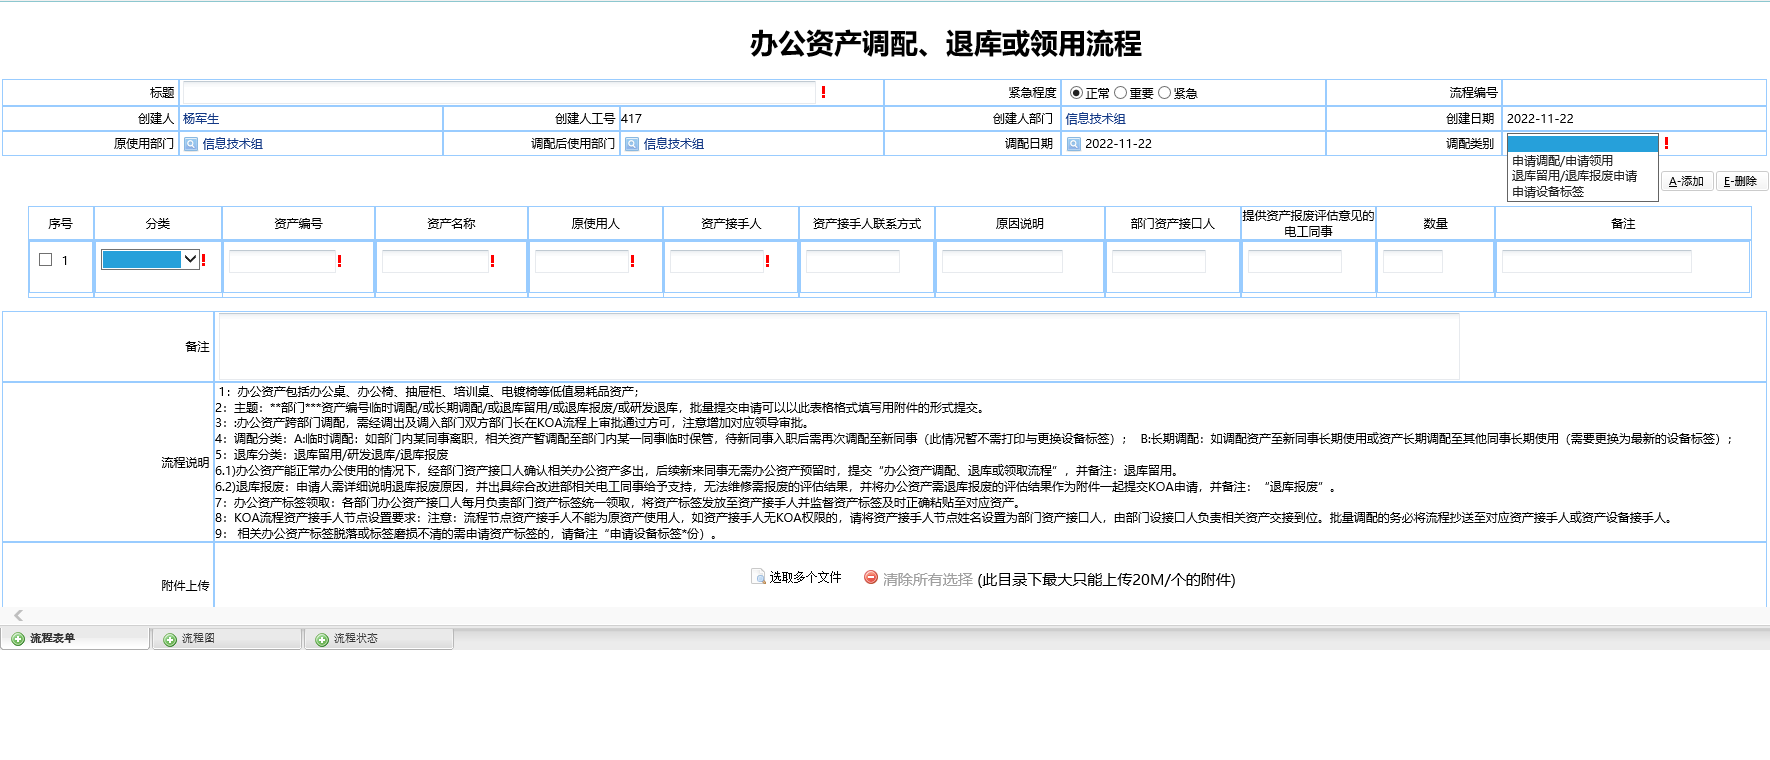 办公资产调配、退库或领用流程
标题 ! 紧急程度 正常 重要 紧急 流程编号
创建人 杨军生 创建人工号 417 创建人部门 信息技术组 创建日期 2022-11-22
原使用部门 信息技术组 调配后使用部门 信息技术组 调配日期 2022-11-22 调配类别 !
申请调配/申请领用
退库留用/退库报废申请
申请设备标签
A-添加 E-删除
序号 分类 资产编号 资产名称 原使用人 资产接手人 资产接手人联系方式 原因说明 部门资产接口人 提供资产报废评估意见的电工同事 数量 备注
1 ! ! ! ! !
备注
流程说明
1：办公资产包括办公桌、办公椅、抽屉柜、培训桌、电镀椅等低值易耗品资产；
2：主题：**部门***资产编号临时调配/或长期调配/或退库留用/或退库报废/或研发退库，批量提交申请可以以此表格格式填写用附件的形式提交。
3：:办公资产跨部门调配，需经调出及调入部门双方部门长在KOA流程上审批通过方可，注意增加对应领导审批。
4：调配分类：A:临时调配：如部门内某同事离职，相关资产暂调配至部门内某一同事临时保管，待新同事入职后需再次调配至新同事（此情况暂不需打印与更换设备标签）； B:长期调配：如调配资产至新同事长期使用或资产长期调配至其他同事长期使用（需要更换为最新的设备标签）；
5：退库分类：退库留用/研发退库/退库报废
6.1)办公资产能正常办公使用的情况下，经部门资产接口人确认相关办公资产多出，后续新来同事无需办公资产预留时，提交“办公资产调配、退库或领取流程”，并备注：退库留用。
6.2)退库报废：申请人需详细说明退库报废原因，并出具综合改进部相关电工同事给予支持，无法维修需报废的评估结果，并将办公资产需退库报废的评估结果作为附件一起提交KOA申请，并备注：“退库报废”。
7：办公资产标签领取：各部门办公资产接口人每月负责部门资产标签统一领取，将资产标签发放至资产接手人并监督资产标签及时正确粘贴至对应资产。
8：KOA流程资产接手人节点设置要求：注意：流程节点资产接手人不能为原资产使用人，如资产接手人无KOA权限的，请将资产接手人节点姓名设置为部门资产接口人，由部门设接口人负责相关资产交接到位。批量调配的务必将流程抄送至对应资产接手人或资产设备接手人。
9： 相关办公资产标签脱落或标签磨损不清的需申请资产标签的，请备注“申请设备标签*份）。
附件上传 选取多个文件 清除所有选择 (此目录下最大只能上传20M/个的附件)
流程表单 流程图 流程状态